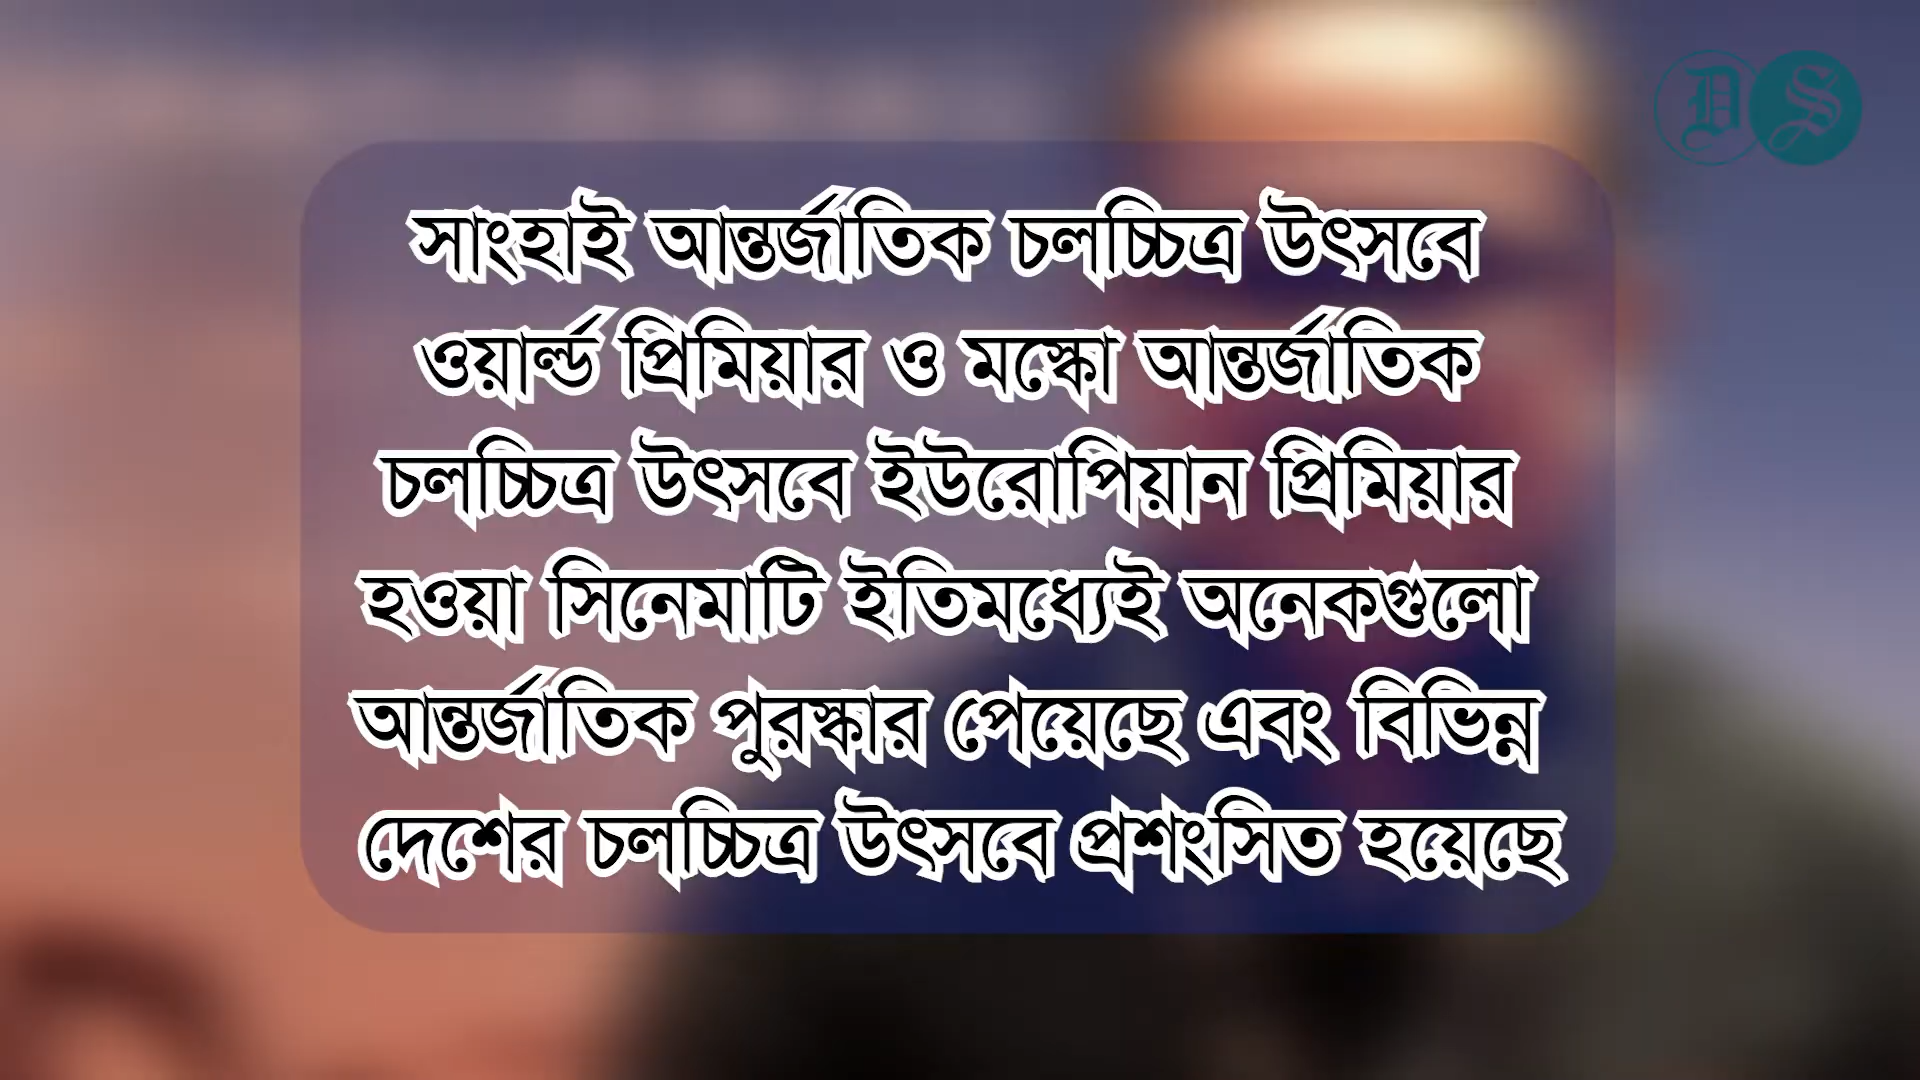 DS
সাংহাই আন্তর্জাতিক চলচ্চিত্র উৎসবে
ওয়ার্ল্ড প্রিমিয়ার ও মস্কো আন্তর্জাতিক
চলচ্চিত্র উৎসবে ইউরোপিয়ান প্রিমিয়ার
হওয়া সিনেমাটি ইতিমধ্যেই অনেকগুলো
আন্তর্জাতিক পুরস্কার পেয়েছে এবং বিভিন্ন
দেশের চলচ্চিত্র উৎসবে প্রশংসিত হয়েছে